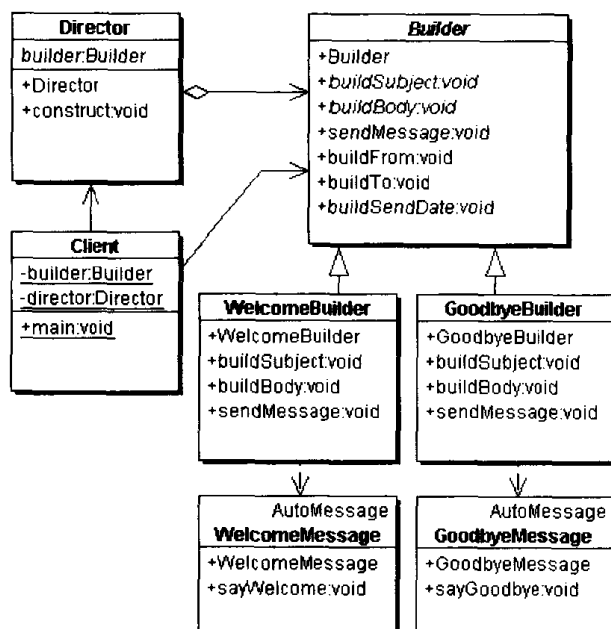 Director
builder:Builder
+Director
+construct:void
Builder
+Builder
+buildSubject:void
+buildBody:void
+sendMessage:void
+buildFrom:void
+buildTo:void
+buildSendDate:void
Client
-builder:Builder
-director:Director
+main:void
WelcomeBuilder
+WelcomeBuilder
+buildSubject:void
+buildBody:void
+sendMessage:void
GoodbyeBuilder
+GoodbyeBuilder
+buildSubject:void
+buildBody:void
+sendMessage:void
AutoMessage
WelcomeMessage
+WelcomeMessage
+sayWelcome:void
AutoMessage
GoodbyeMessage
+GoodbyeMessage
+sayGoodbye:void